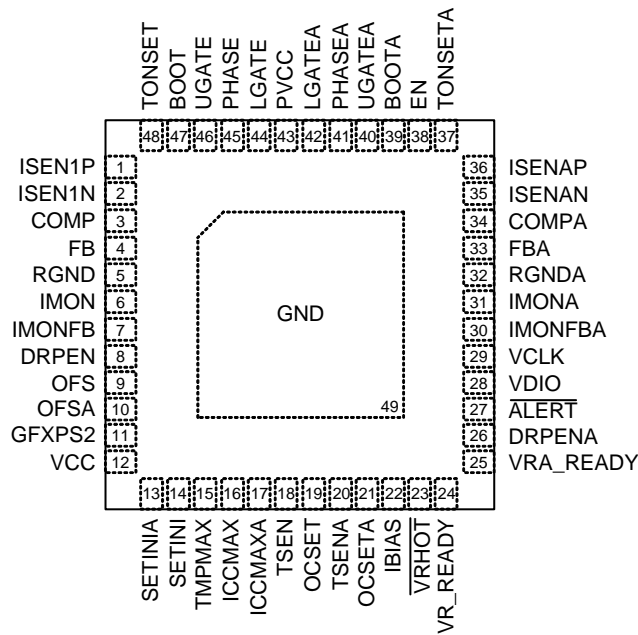 TONSET
BOOT
UGATE
PHASE
LGATE
PVCC
LGATEA
PHASEA
UGATEA
BOOTA
EN
TONSETA
48 47 46 45 44 43 42 41 40 39 38 37
ISEN1P 1 36 ISENAP
ISEN1N 2 35 ISENAN
COMP 3 34 COMPA
FB 4 33 FBA
RGND 5 32 RGNDA
IMON 6 31 IMONA
GND
IMONFB 7 30 IMONFBA
DRPEN 8 29 VCLK
OFS 9 28 VDIO
OFSA 10 49 27 ALERT
GFXPS2 11 26 DRPENA
VCC 12 25 VRA_READY
13 14 15 16 17 18 19 20 21 22 23 24
SETINIA
SETINI
TMPMAX
ICCMAX
ICCMAXA
TSEN
OCSET
TSENA
OCSETA
IBIAS
VRHOT
VR_READY